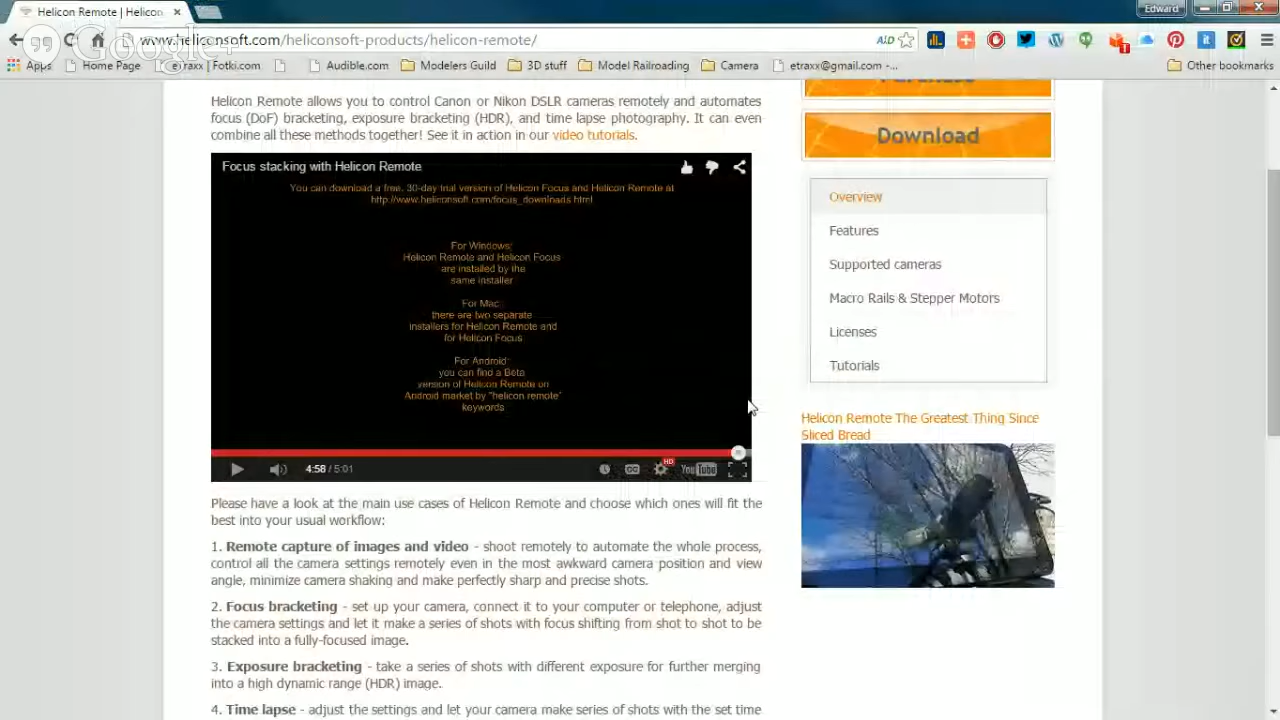 Helicon Remote | Helicon
Edward
www.heliconsoft.com/heliconsoft-products/helicon-remote/
Google
Apps
Home Page
etraxx | Fotki.com
Audible.com
Modelers Guild
3D stuff
Model Railroading
Camera
etraxx@gmail.com -...
Other bookmarks
Helicon Remote allows you to control Canon or Nikon DSLR cameras remotely and automates
focus (DoF) bracketing, exposure bracketing (HDR), and time lapse photography. It can even
combine all these methods together! See it in action in our video tutorials.
Focus stacking with Helicon Remote
You can download a free, 30-day trial version of Helicon Focus and Helicon Remote at
http://www.heliconsoft.com/focus_downloads.html
For Windows:
Helicon Remote and Helicon Focus
are installed by the
same installer
For Mac:
there are two separate
installers for Helicon Remote and
for Helicon Focus
For Android:
you can find a Beta
version of Helicon Remote on
Android market by "helicon remote"
keywords
HD
4:58 / 5:01
CC
YouTube
Please have a look at the main use cases of Helicon Remote and choose which ones will fit the
best into your usual workflow:
1. Remote capture of images and video - shoot remotely to automate the whole process,
control all the camera settings remotely even in the most awkward camera position and view
angle, minimize camera shaking and make perfectly sharp and precise shots.
2. Focus bracketing - set up your camera, connect it to your computer or telephone, adjust
the camera settings and let it make a series of shots with focus shifting from shot to shot to be
stacked into a fully-focused image.
3. Exposure bracketing - take a series of shots with different exposure for further merging
into a high dynamic range (HDR) image.
4. Time lapse - adjust the settings and let your camera make series of shots with the set time
Purchase
Download
Overview
Features
Supported cameras
Macro Rails & Stepper Motors
Licenses
Tutorials
Helicon Remote The Greatest Thing Since
Sliced Bread